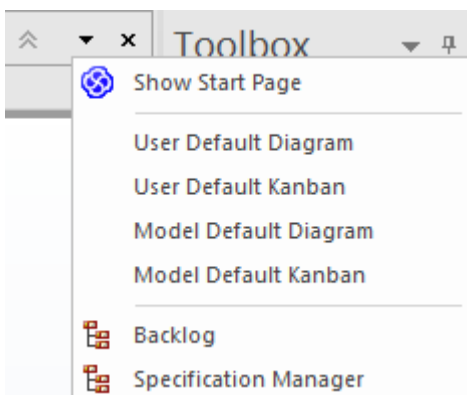 Toolbox
Show Start Page
User Default Diagram
User Default Kanban
Model Default Diagram
Model Default Kanban
Backlog
Specification Manager